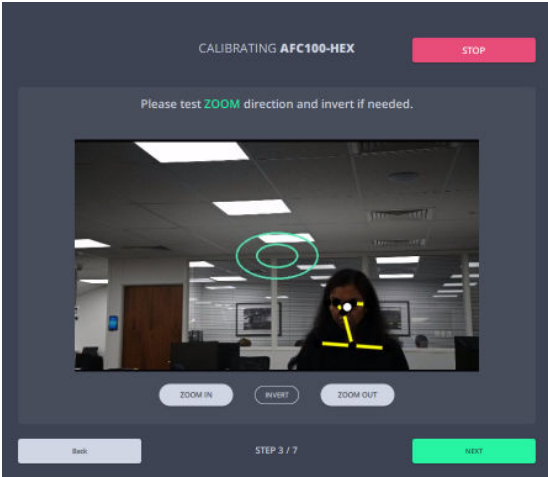 CALIBRATING AFC100-HEX
STOP
Please test ZOOM direction and invert if needed.
ZOOM IN
INVERT
ZOOM OUT
Back
STEP 3 / 7
NEXT